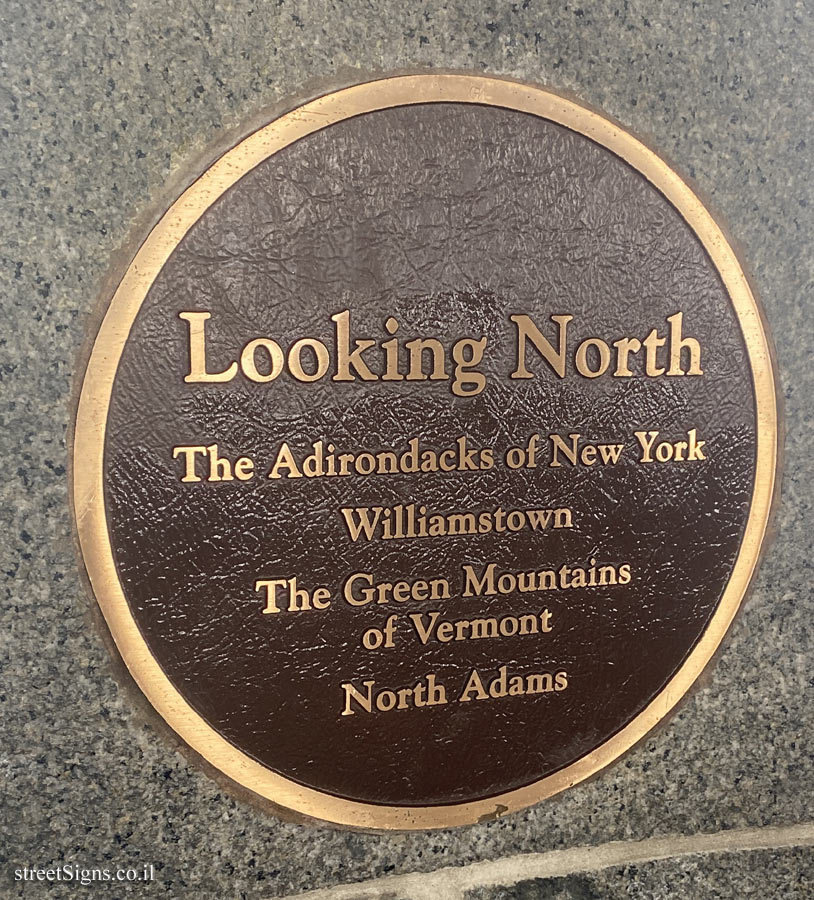 Looking North
The Adirondacks of New York
Williamstown
The Green Mountains
of Vermont
North Adams
streetSigns.co.il